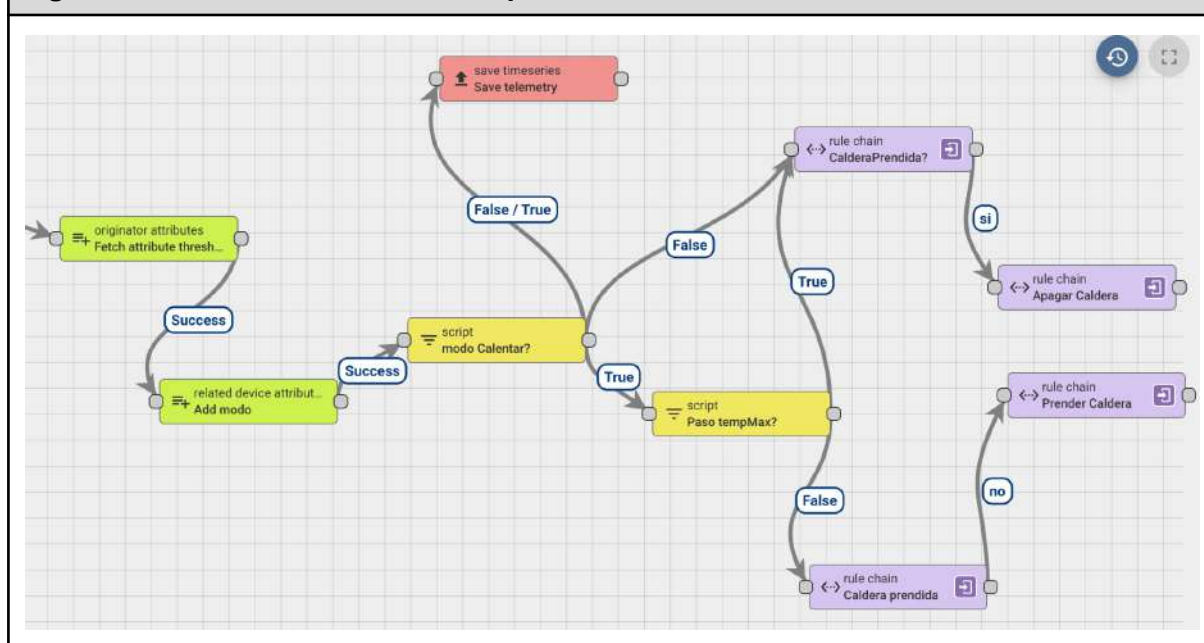 save timeseries
Save telemetry
rule chain
CalderaPrendida?
False / True
originator attributes
Fetch attribute thresh...
si
False
True
rule chain
Apagar Caldera
Success
script
modo Calentar?
Success
True
related device attribut...
Add modo
rule chain
Prender Caldera
script
Paso tempMax?
False
no
rule chain
Caldera prendida